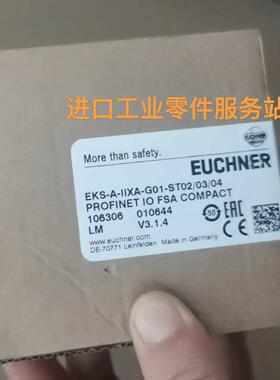 进口工业零件服务站
More than safety.
EUCHNER
EKS-A-IIXA-G01-ST02/03/04
PROFINET IO FSA COMPACT
106306 010644
LM V3.1.4
50
EAC
www.euchner.com
DE-70771 Leinfelden Made in Germany